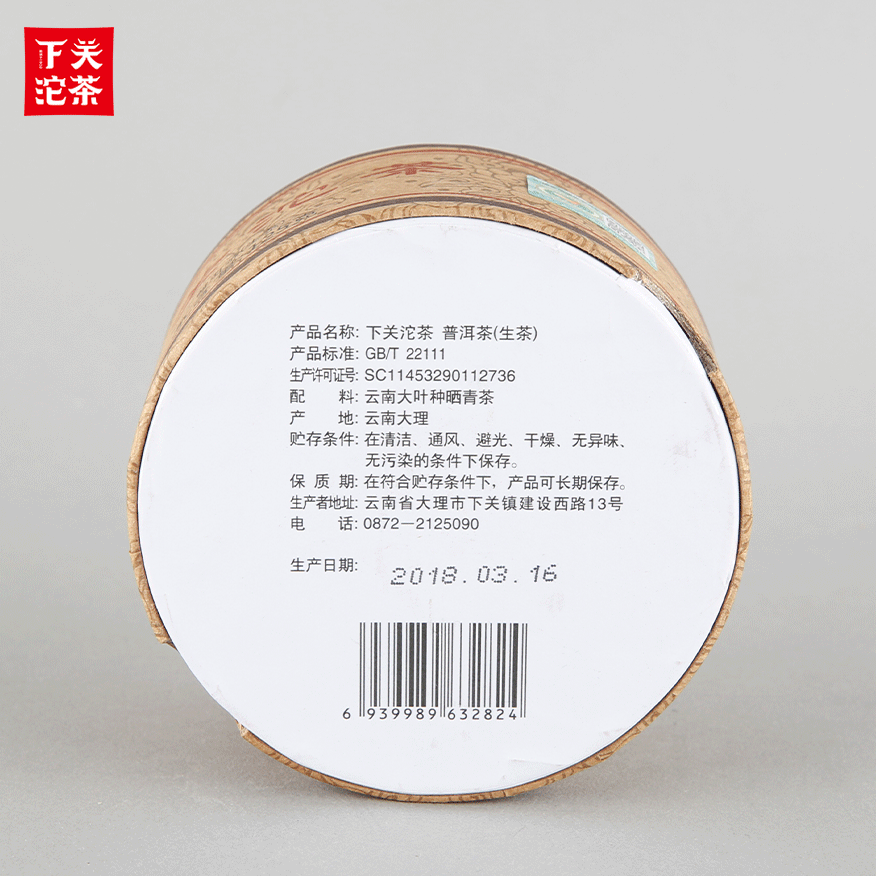 下关
沱茶
茶
产品名称: 下关沱茶 普洱茶(生茶)
产品标准: GB/T 22111
生产许可证号: SC11453290112736
配 料: 云南大叶种晒青茶
产 地: 云南大理
贮存条件: 在清洁、通风、避光、干燥、无异味、
无污染的条件下保存。
保 质 期: 在符合贮存条件下，产品可长期保存。
生产者地址: 云南省大理市下关镇建设西路13号
电 话: 0872－2125090
生产日期: 2018.03.16
6 939989 632824